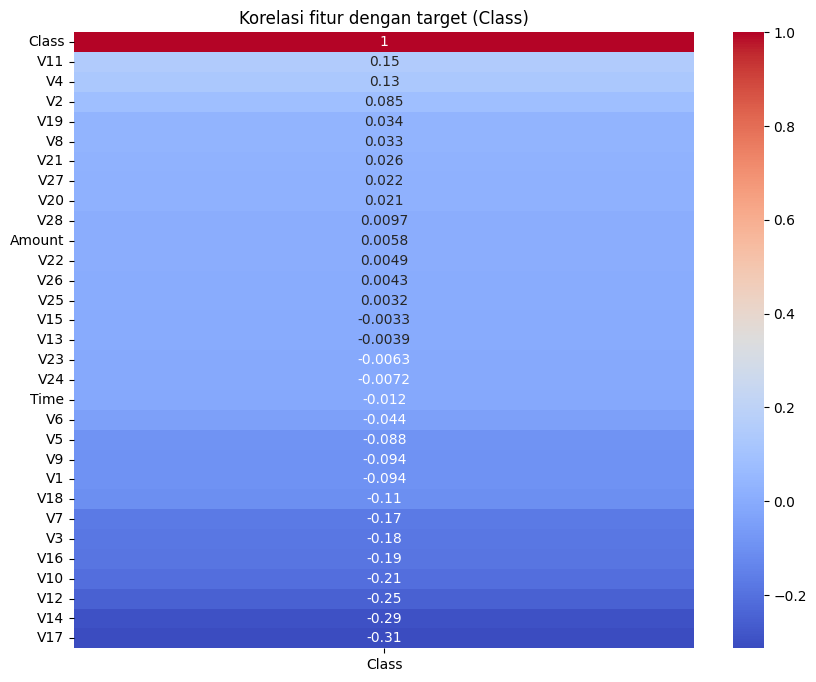 Korelasi fitur dengan target (Class)
Class 1
V11 0.15
V4 0.13
V2 0.085
V19 0.034
V8 0.033
V21 0.026
V27 0.022
V20 0.021
V28 0.0097
Amount 0.0058
V22 0.0049
V26 0.0043
V25 0.0032
V15 -0.0033
V13 -0.0039
V23 -0.0063
V24 -0.0072
Time -0.012
V6 -0.044
V5 -0.088
V9 -0.094
V1 -0.094
V18 -0.11
V7 -0.17
V3 -0.18
V16 -0.19
V10 -0.21
V12 -0.25
V14 -0.29
V17 -0.31
Class
1.0
0.8
0.6
0.4
0.2
0.0
−0.2